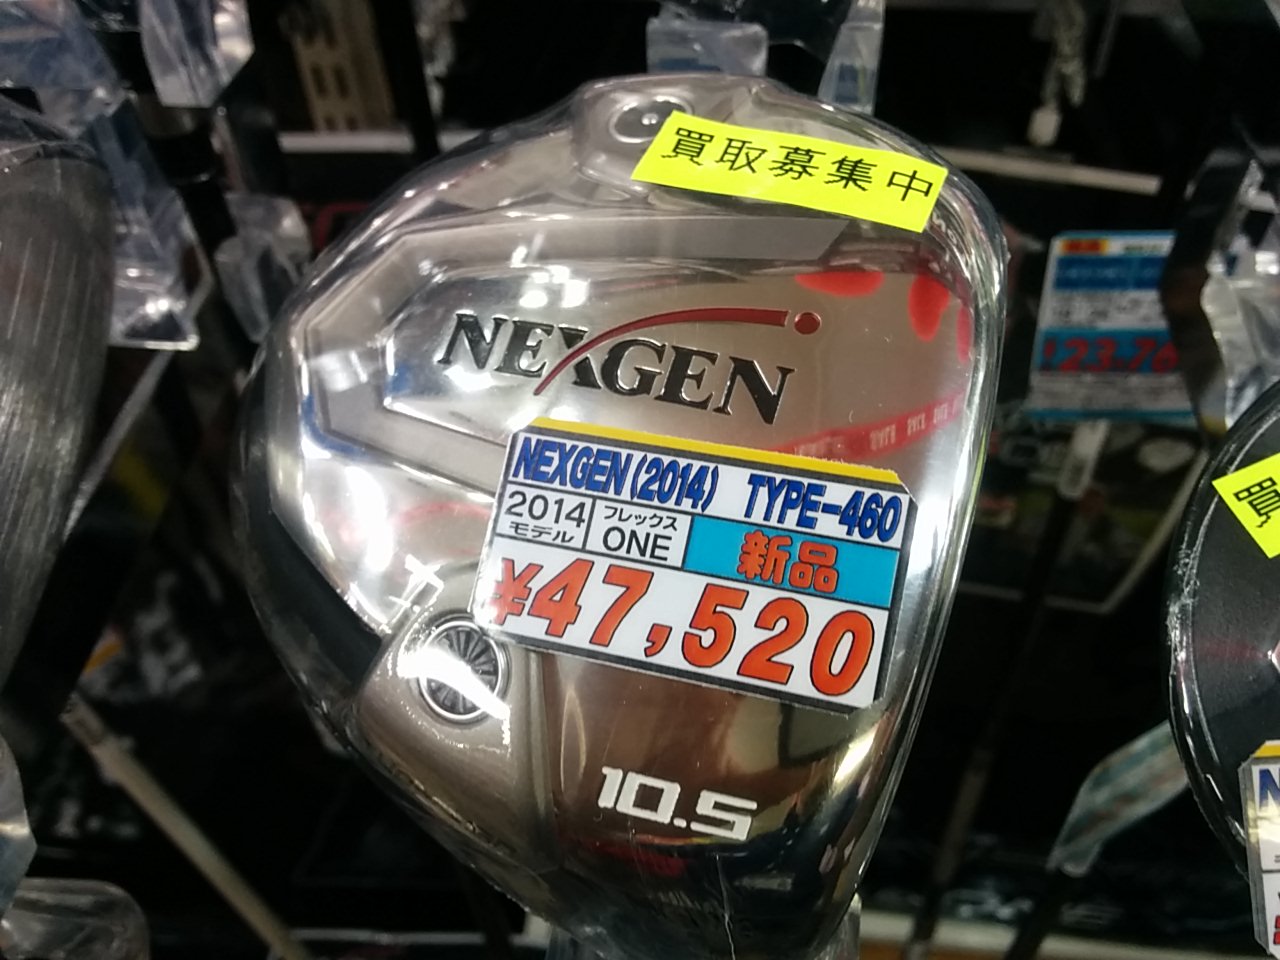 買取募集中
NEXGEN
NEXGEN(2014) TYPE-460
2014
モデル
フレックス
ONE
新品
¥47,520
10.5
買